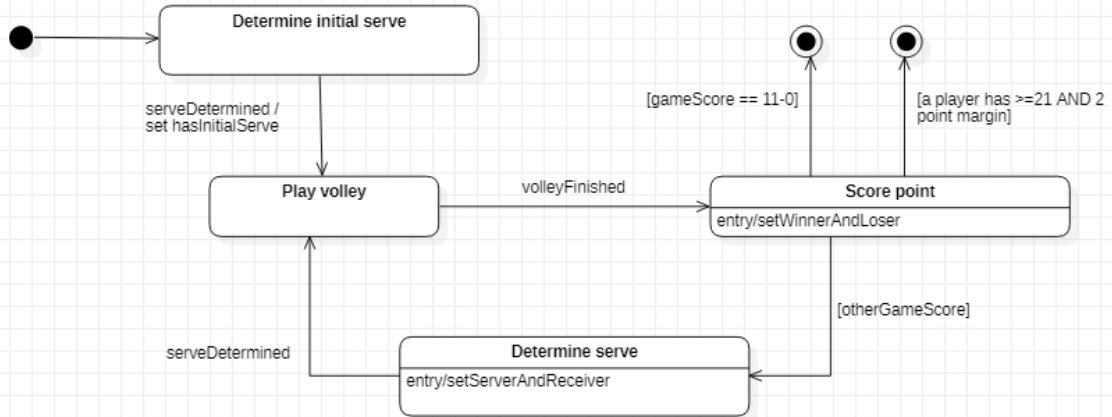 Determine initial serve
serveDetermined /
set hasInitialServe
[gameScore == 11-0]
[a player has >=21 AND 2
point margin]
Play volley
volleyFinished
Score point
entry/setWinnerAndLoser
[otherGameScore]
serveDetermined
Determine serve
entry/setServerAndReceiver